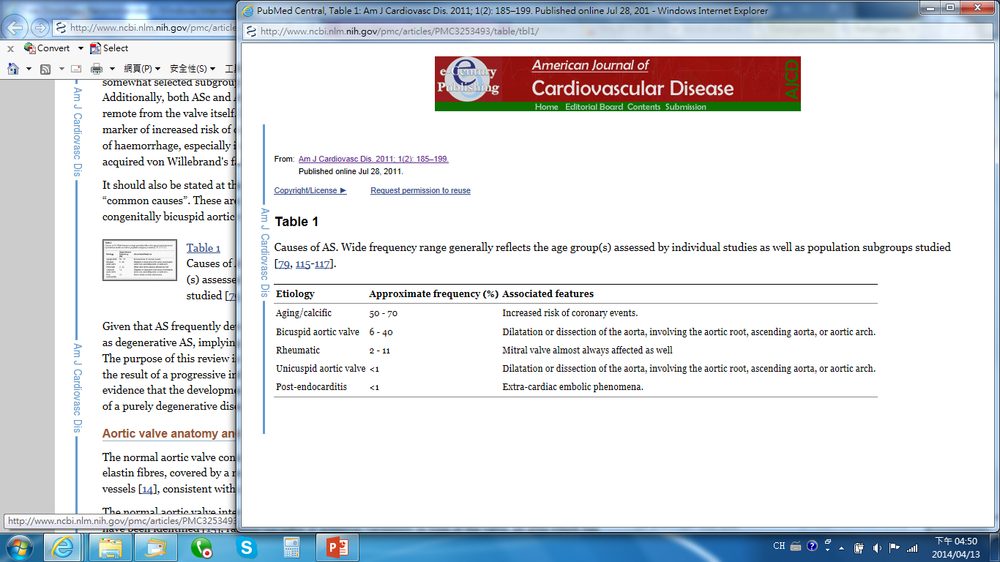 PubMed Central, Table 1: Am J Cardiovasc Dis. 2011; 1(2): 185–199. Published online Jul 28, 201 - Windows Internet Explorer
http://www.ncbi.nlm.nih.gov/pmc/article
http://www.ncbi.nlm.nih.gov/pmc/articles/PMC3253493/table/tbl1/
x Convert Select
網頁(P) 安全性(S) 工
somewhat selected subgroup
Additionally, both ASc and
remote from the valve itself.
marker of increased risk of
of haemorrhage, especially
acquired von Willebrand's
It should also be stated at
“common causes”. These are
congenitally bicuspid aortic
Table 1
Causes of
(s) assesse
studied [7
Given that AS frequently
as degenerative AS, implying
The purpose of this review
the result of a progressive
evidence that the
of a purely degenerative
Aortic valve anatomy
The normal aortic valve
elastin fibres, covered by a
vessels [14], consistent with
The normal aortic valve
have been identified
http://www.ncbi.nlm.nih.gov/pmc/articles/PMC3253493
Am J Cardiovasc Dis
Am J Cardiovasc Dis
e-Century
Publishing
American Journal of
Cardiovascular Disease
AJCD
Home Editorial Board Contents Submission
From: Am J Cardiovasc Dis. 2011; 1(2): 185–199.
Published online Jul 28, 2011.
Copyright/License ► Request permission to reuse
Am J Cardiovasc Dis
Table 1
Causes of AS. Wide frequency range generally reflects the age group(s) assessed by individual studies as well as population subgroups studied
[79, 115-117].
Etiology Approximate frequency (%) Associated features
Aging/calcific 50 - 70 Increased risk of coronary events.
Bicuspid aortic valve 6 - 40 Dilatation or dissection of the aorta, involving the aortic root, ascending aorta, or aortic arch.
Rheumatic 2 - 11 Mitral valve almost always affected as well
Unicuspid aortic valve <1 Dilatation or dissection of the aorta, involving the aortic root, ascending aorta, or aortic arch.
Post-endocarditis <1 Extra-cardiac embolic phenomena.
CH
下午 04:50
2014/04/13